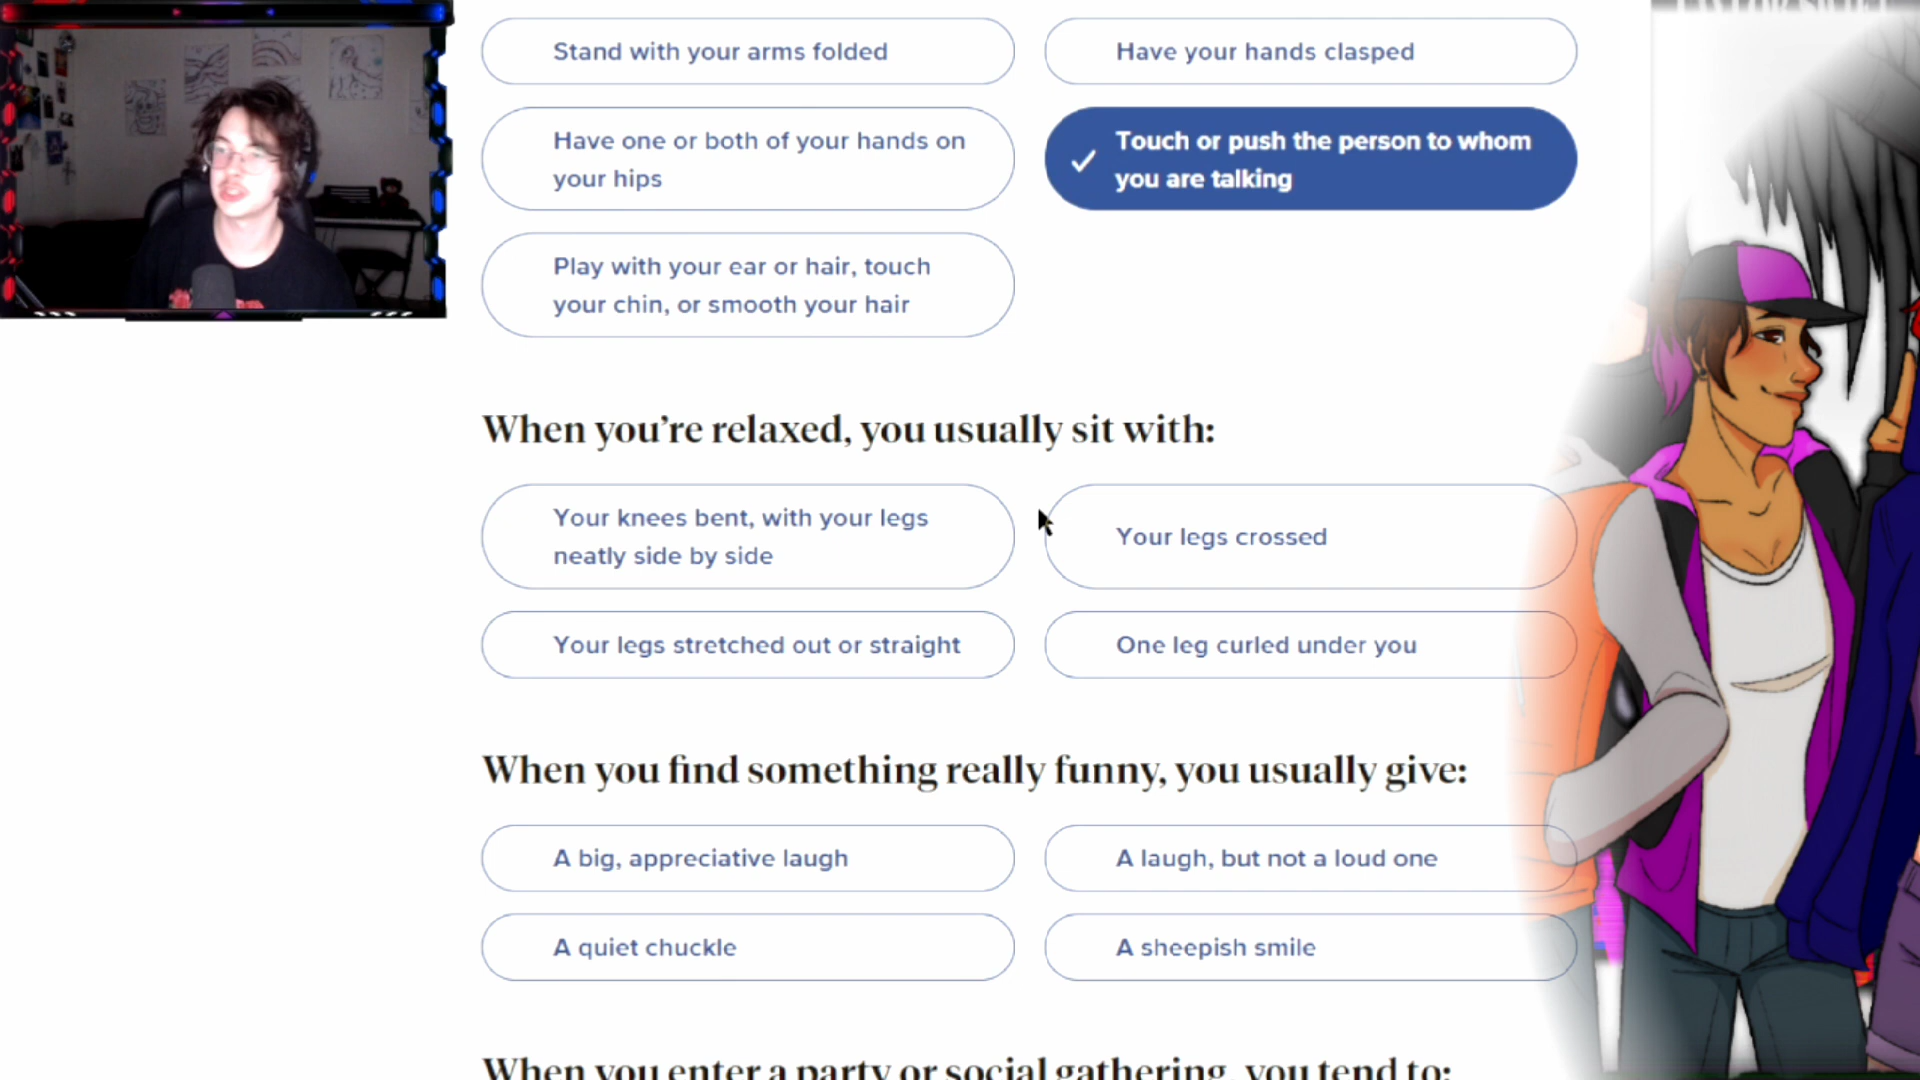 Stand with your arms folded
Have your hands clasped
Have one or both of your hands on
your hips
Touch or push the person to whom
you are talking
Play with your ear or hair, touch
your chin, or smooth your hair
When you’re relaxed, you usually sit with:
Your knees bent, with your legs
neatly side by side
Your legs crossed
Your legs stretched out or straight
One leg curled under you
When you find something really funny, you usually give:
A big, appreciative laugh
A laugh, but not a loud one
A quiet chuckle
A sheepish smile
When you enter a party or social gathering, you tend to: